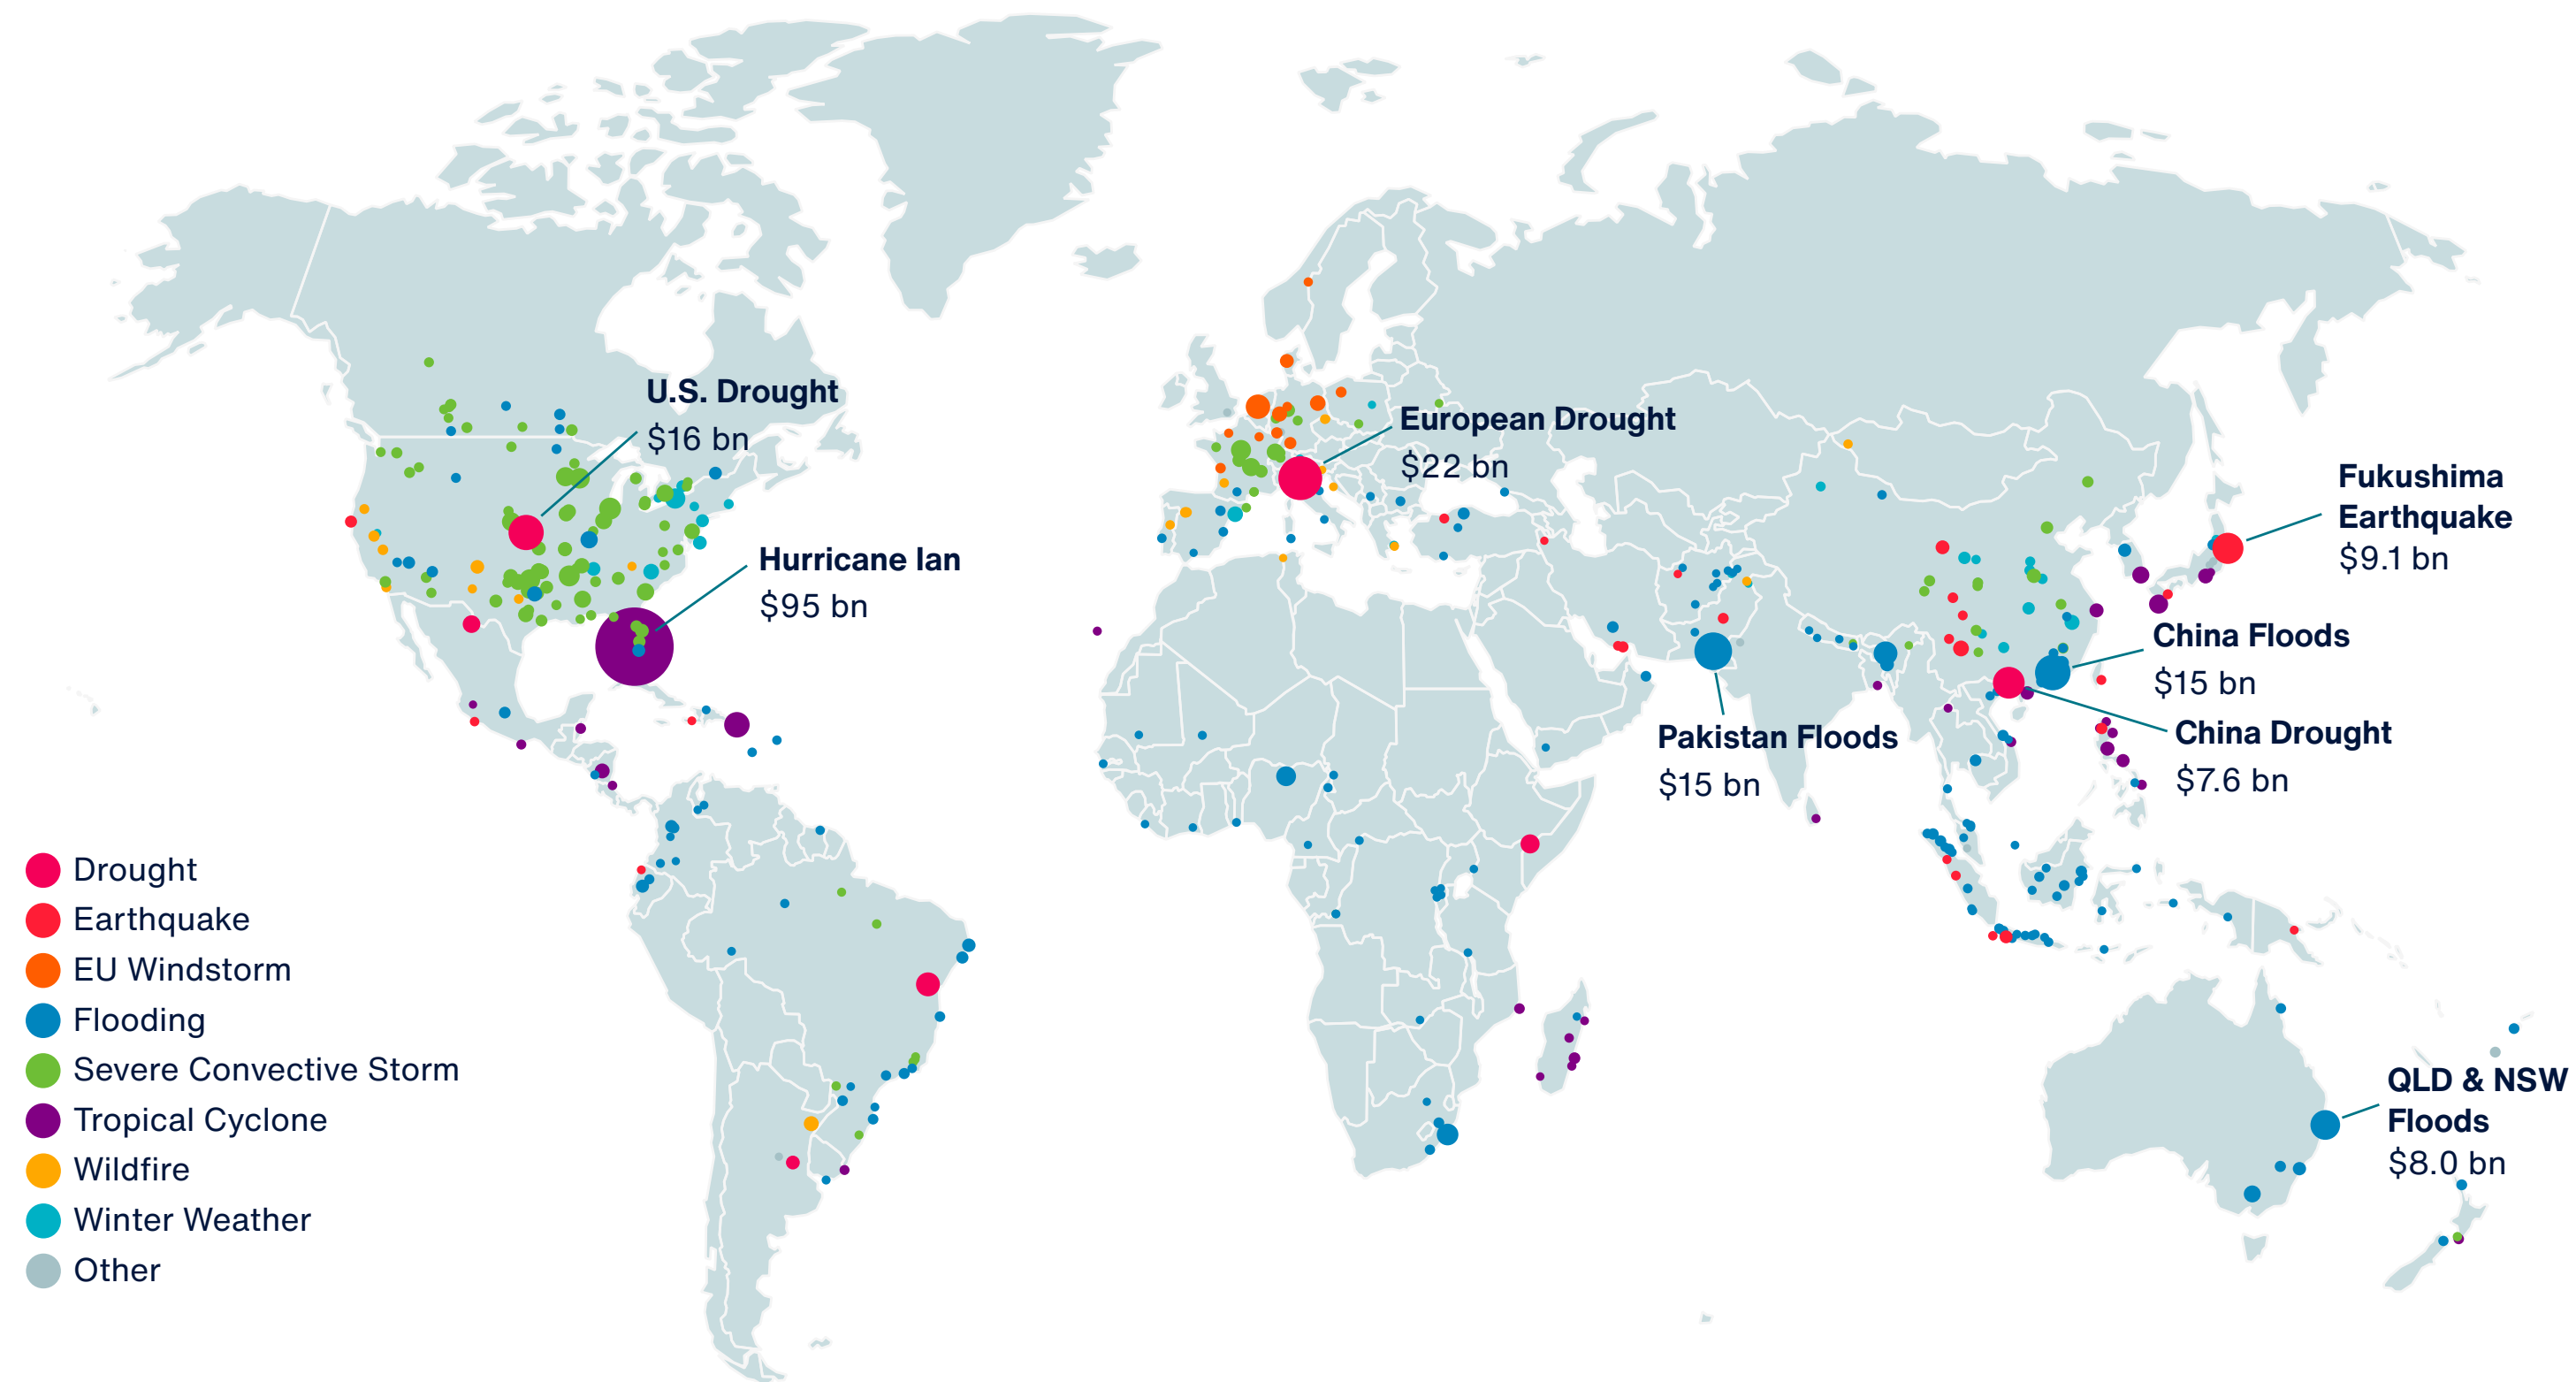 U.S. Drought
$16 bn
European Drought
$22 bn
Fukushima
Earthquake
$9.1 bn
Hurricane Ian
$95 bn
China Floods
$15 bn
Pakistan Floods
$15 bn
China Drought
$7.6 bn
Drought
Earthquake
EU Windstorm
Flooding
Severe Convective Storm
Tropical Cyclone
Wildfire
Winter Weather
Other
QLD & NSW
Floods
$8.0 bn